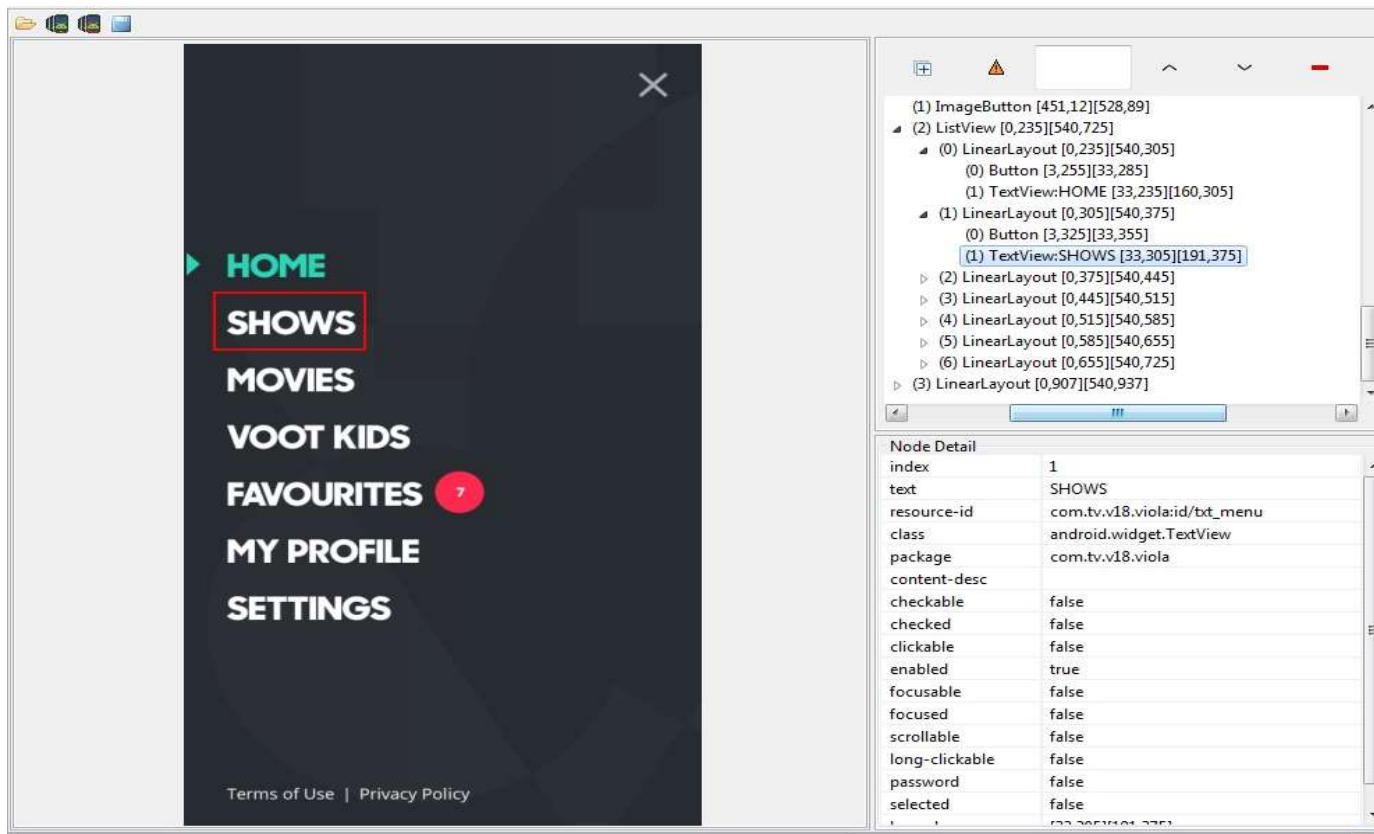 HOME
SHOWS
MOVIES
VOOT KIDS
FAVOURITES 7
MY PROFILE
SETTINGS
Terms of Use | Privacy Policy
(1) ImageButton [451,12][528,89]
(2) ListView [0,235][540,725]
(0) LinearLayout [0,235][540,305]
(0) Button [3,255][33,285]
(1) TextView:HOME [33,235][160,305]
(1) LinearLayout [0,305][540,375]
(0) Button [3,325][33,355]
(1) TextView:SHOWS [33,305][191,375]
(2) LinearLayout [0,375][540,445]
(3) LinearLayout [0,445][540,515]
(4) LinearLayout [0,515][540,585]
(5) LinearLayout [0,585][540,655]
(6) LinearLayout [0,655][540,725]
(3) LinearLayout [0,907][540,937]
Node Detail
index 1
text SHOWS
resource-id com.tv.v18.viola:id/txt_menu
class android.widget.TextView
package com.tv.v18.viola
content-desc
checkable false
checked false
clickable false
enabled true
focusable false
focused false
scrollable false
long-clickable false
password false
selected false